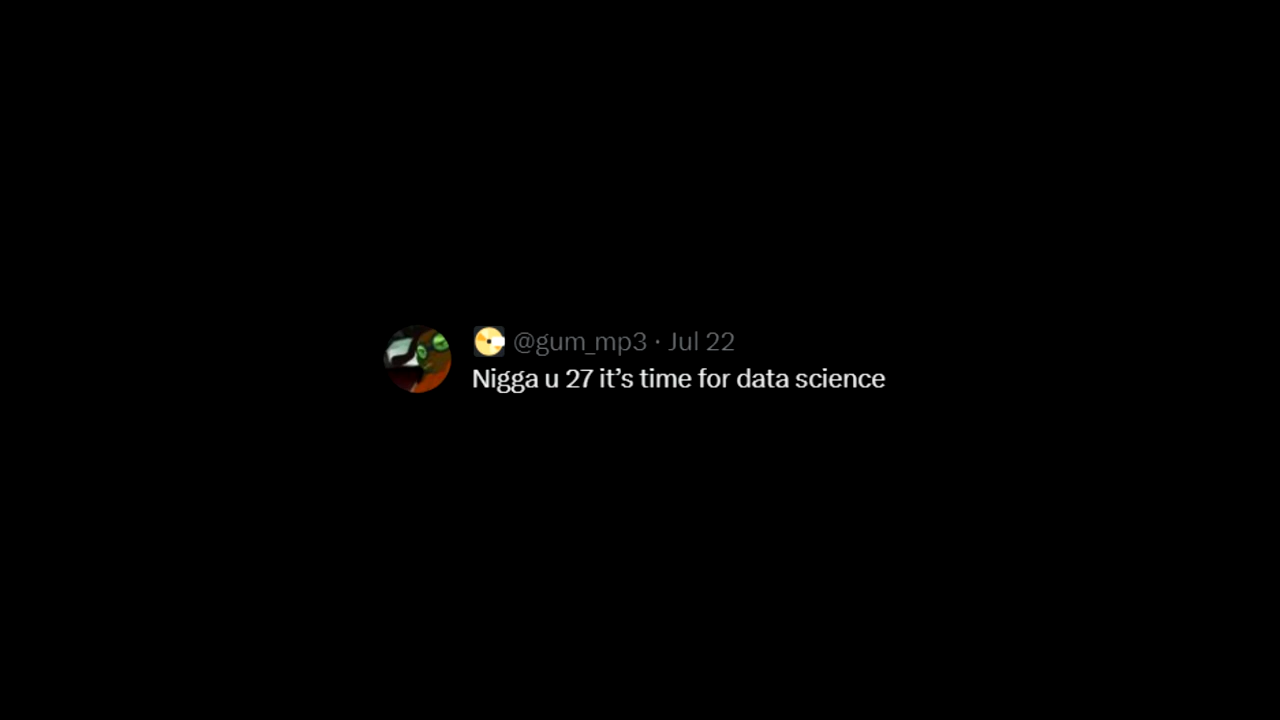 @gum_mp3 · Jul 22
Nigga u 27 it’s time for data science